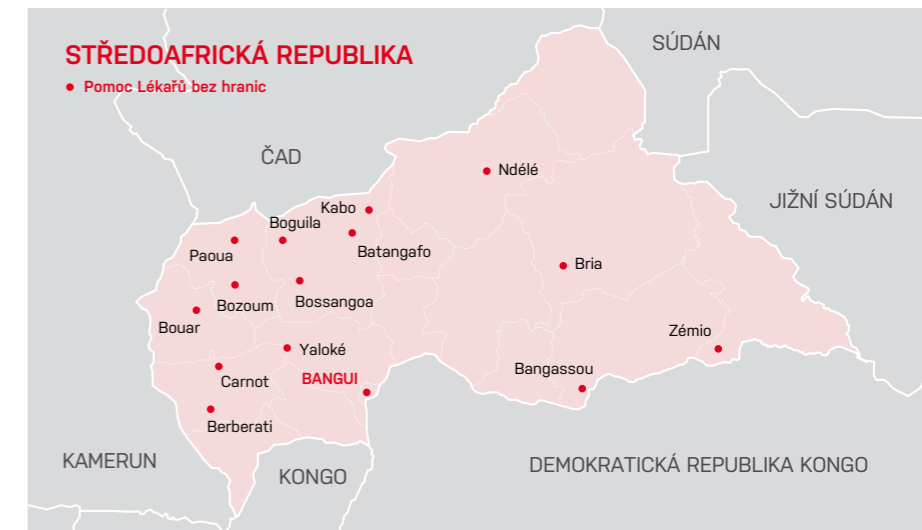 STŘEDOAFRICKÁ REPUBLIKA
Pomoc Lékařů bez hranic
SÚDÁN
ČAD
Ndélé
JIŽNÍ SÚDÁN
Kabo
Boguila
Batangafo
Paoua
Bria
Bozoum
Bossangoa
Bouar
Zémio
Yaloké
Bangassou
Carnot
BANGUI
Berberati
KAMERUN
KONGO
DEMOKRATICKÁ REPUBLIKA KONGO